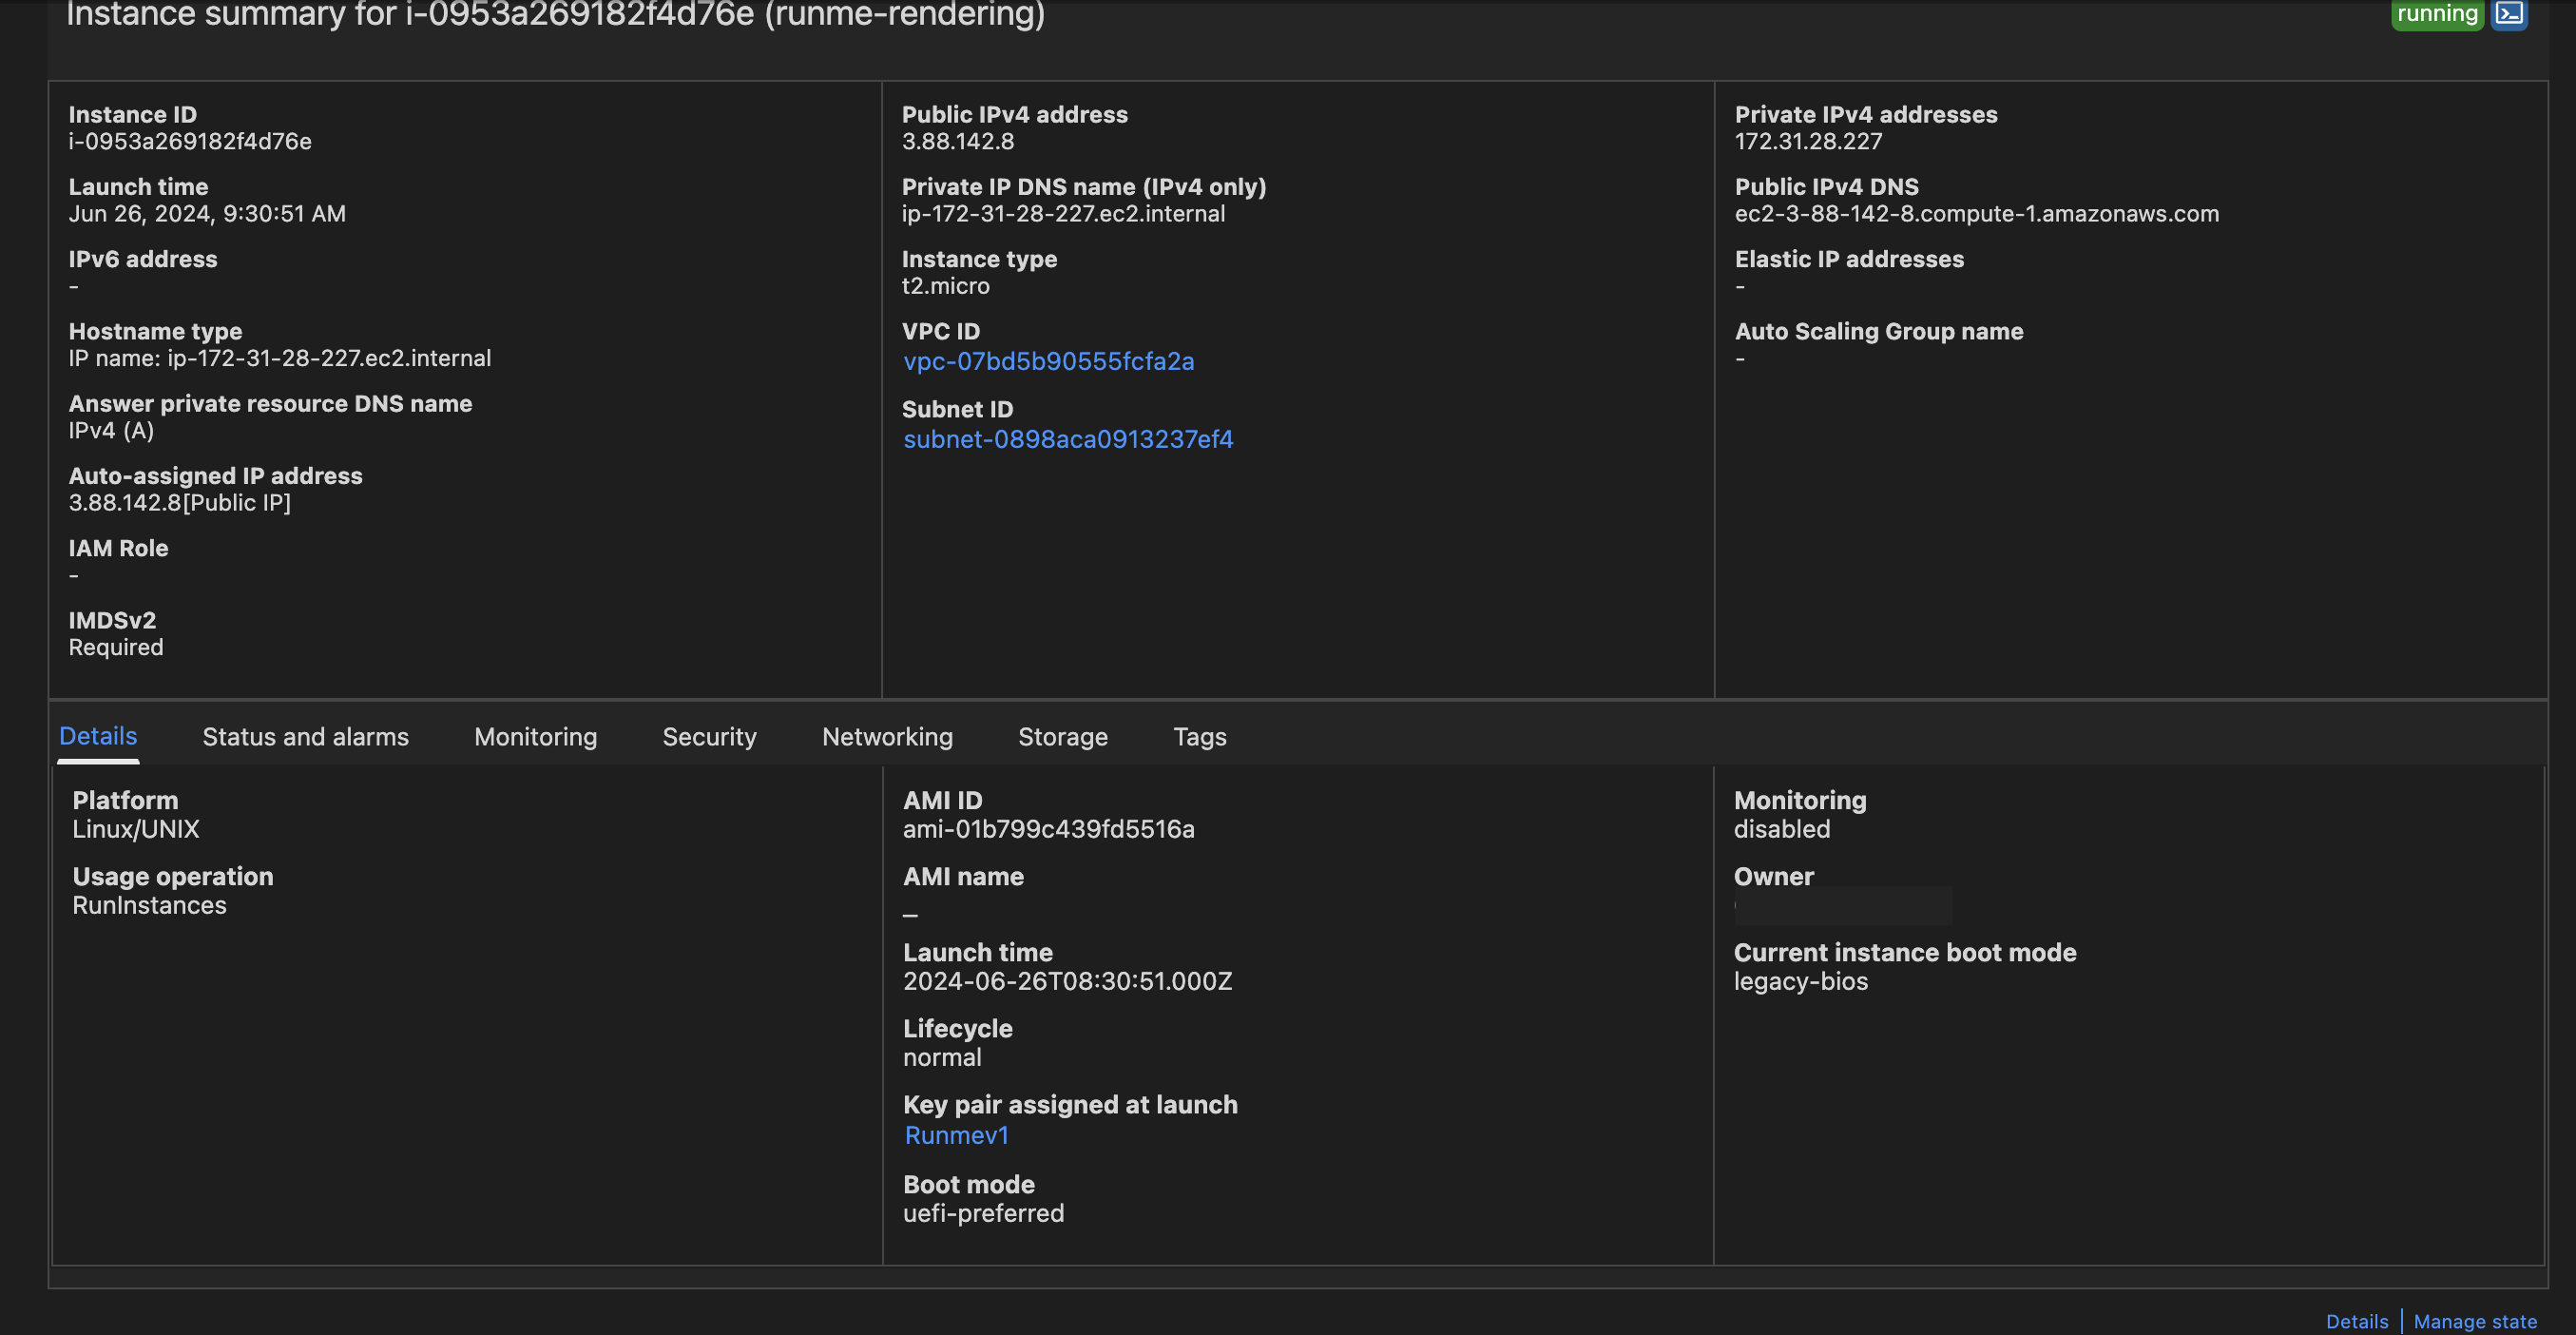 Instance summary for i-0953a269182f4d76e (runme-rendering)
running
Instance ID
i-0953a269182f4d76e
Launch time
Jun 26, 2024, 9:30:51 AM
IPv6 address
-
Hostname type
IP name: ip-172-31-28-227.ec2.internal
Answer private resource DNS name
IPv4 (A)
Auto-assigned IP address
3.88.142.8[Public IP]
IAM Role
-
IMDSv2
Required
Public IPv4 address
3.88.142.8
Private IP DNS name (IPv4 only)
ip-172-31-28-227.ec2.internal
Instance type
t2.micro
VPC ID
vpc-07bd5b90555fcfa2a
Subnet ID
subnet-0898aca0913237ef4
Private IPv4 addresses
172.31.28.227
Public IPv4 DNS
ec2-3-88-142-8.compute-1.amazonaws.com
Elastic IP addresses
-
Auto Scaling Group name
-
Details Status and alarms Monitoring Security Networking Storage Tags
Platform
Linux/UNIX
Usage operation
RunInstances
AMI ID
ami-01b799c439fd5516a
AMI name
–
Launch time
2024-06-26T08:30:51.000Z
Lifecycle
normal
Key pair assigned at launch
Runmev1
Boot mode
uefi-preferred
Monitoring
disabled
Owner
Current instance boot mode
legacy-bios
Details | Manage state